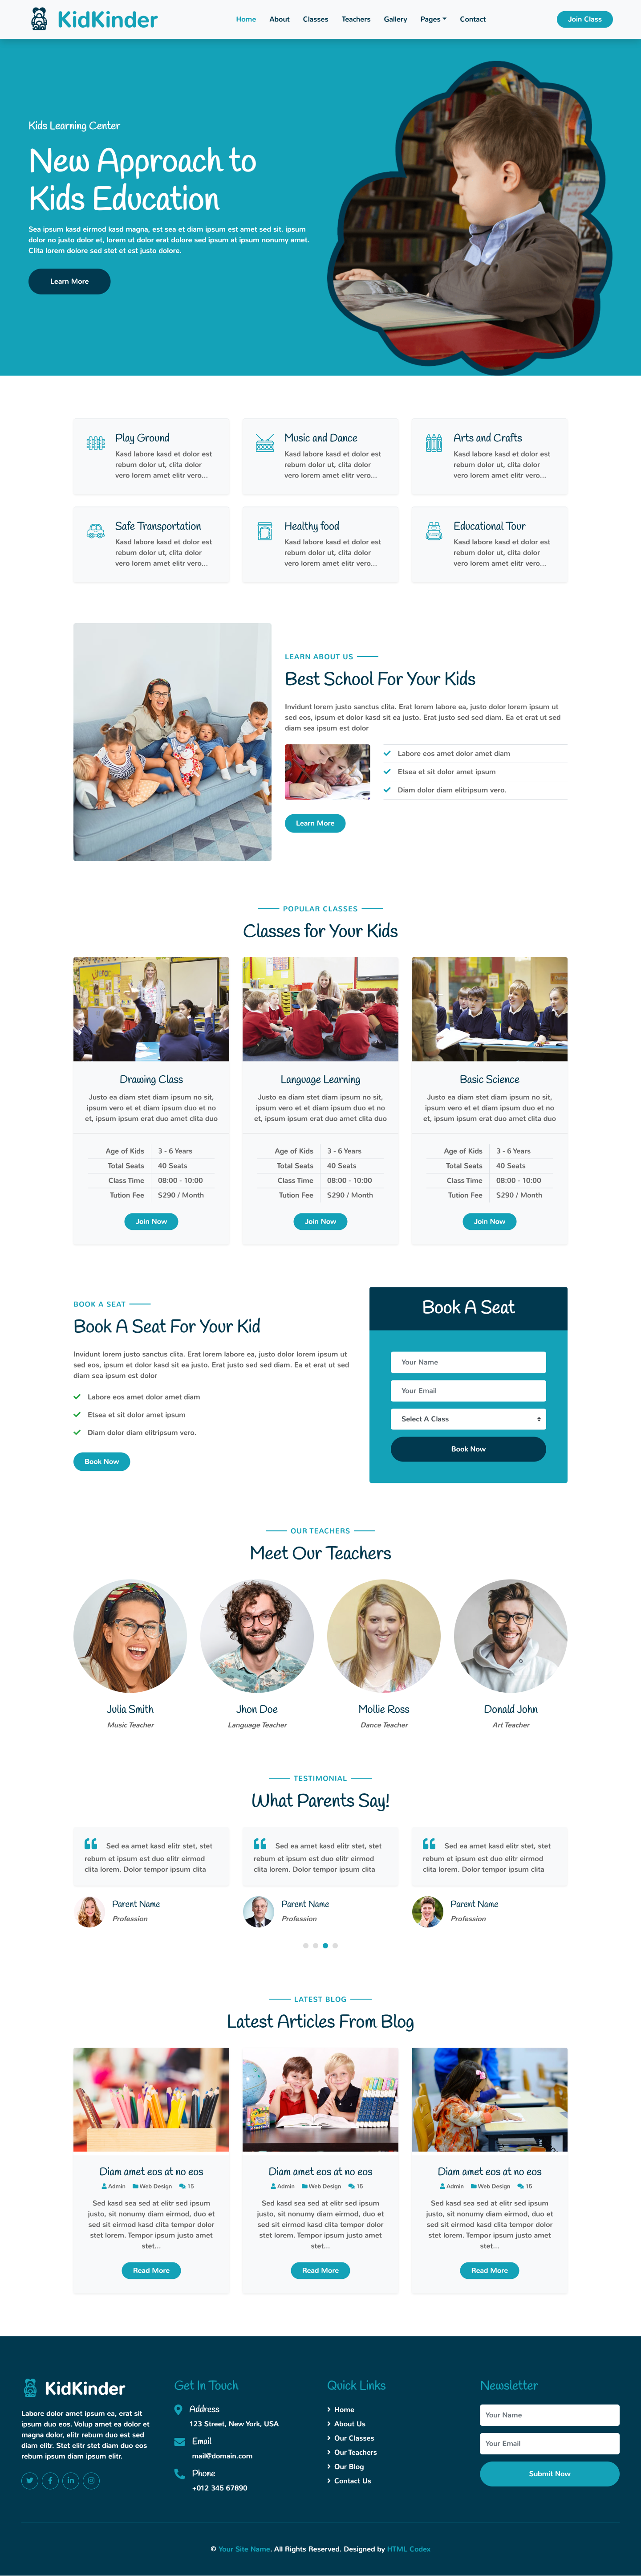 KidKinder
Home
About
Classes
Teachers
Gallery
Pages
Contact
Join Class
Kids Learning Center
New Approach to
Kids Education
Sea ipsum kasd eirmod kasd magna, est sea et diam ipsum est amet sed sit. ipsum
dolor no justo dolor et, lorem ut dolor erat dolore sed ipsum at ipsum nonumy amet.
Clita lorem dolore sed stet et est justo dolore.
Learn More
Play Ground
Kasd labore kasd et dolor est
rebum dolor ut, clita dolor
vero lorem amet elitr vero...
Music and Dance
Kasd labore kasd et dolor est
rebum dolor ut, clita dolor
vero lorem amet elitr vero...
Arts and Crafts
Kasd labore kasd et dolor est
rebum dolor ut, clita dolor
vero lorem amet elitr vero...
Safe Transportation
Kasd labore kasd et dolor est
rebum dolor ut, clita dolor
vero lorem amet elitr vero...
Healthy food
Kasd labore kasd et dolor est
rebum dolor ut, clita dolor
vero lorem amet elitr vero...
Educational Tour
Kasd labore kasd et dolor est
rebum dolor ut, clita dolor
vero lorem amet elitr vero...
LEARN ABOUT US
Best School For Your Kids
Invidunt lorem justo sanctus clita. Erat lorem labore ea, justo dolor lorem ipsum ut
sed eos, ipsum et dolor kasd sit ea justo. Erat justo sed sed diam. Ea et erat ut sed
diam sea ipsum est dolor
Labore eos amet dolor amet diam
Etsea et sit dolor amet ipsum
Diam dolor diam elitripsum vero.
Learn More
POPULAR CLASSES
Classes for Your Kids
Drawing Class
Justo ea diam stet diam ipsum no sit,
ipsum vero et et diam ipsum duo et no
et, ipsum ipsum erat duo amet clita duo
Age of Kids 3 - 6 Years
Total Seats 40 Seats
Class Time 08:00 - 10:00
Tution Fee $290 / Month
Join Now
Language Learning
Justo ea diam stet diam ipsum no sit,
ipsum vero et et diam ipsum duo et no
et, ipsum ipsum erat duo amet clita duo
Age of Kids 3 - 6 Years
Total Seats 40 Seats
Class Time 08:00 - 10:00
Tution Fee $290 / Month
Join Now
Basic Science
Justo ea diam stet diam ipsum no sit,
ipsum vero et et diam ipsum duo et no
et, ipsum ipsum erat duo amet clita duo
Age of Kids 3 - 6 Years
Total Seats 40 Seats
Class Time 08:00 - 10:00
Tution Fee $290 / Month
Join Now
BOOK A SEAT
Book A Seat For Your Kid
Invidunt lorem justo sanctus clita. Erat lorem labore ea, justo dolor lorem ipsum ut
sed eos, ipsum et dolor kasd sit ea justo. Erat justo sed sed diam. Ea et erat ut sed
diam sea ipsum est dolor
Labore eos amet dolor amet diam
Etsea et sit dolor amet ipsum
Diam dolor diam elitripsum vero.
Book Now
Book A Seat
Your Name
Your Email
Select A Class
Book Now
OUR TEACHERS
Meet Our Teachers
Julia Smith
Music Teacher
Jhon Doe
Language Teacher
Mollie Ross
Dance Teacher
Donald John
Art Teacher
TESTIMONIAL
What Parents Say!
Sed ea amet kasd elitr stet, stet
rebum et ipsum est duo elitr eirmod
clita lorem. Dolor tempor ipsum clita
Parent Name
Profession
Sed ea amet kasd elitr stet, stet
rebum et ipsum est duo elitr eirmod
clita lorem. Dolor tempor ipsum clita
Parent Name
Profession
Sed ea amet kasd elitr stet, stet
rebum et ipsum est duo elitr eirmod
clita lorem. Dolor tempor ipsum clita
Parent Name
Profession
LATEST BLOG
Latest Articles From Blog
Diam amet eos at no eos
Admin Web Design 15
Sed kasd sea sed at elitr sed ipsum
justo, sit nonumy diam eirmod, duo et
sed sit eirmod kasd clita tempor dolor
stet lorem. Tempor ipsum justo amet
stet...
Read More
Diam amet eos at no eos
Admin Web Design 15
Sed kasd sea sed at elitr sed ipsum
justo, sit nonumy diam eirmod, duo et
sed sit eirmod kasd clita tempor dolor
stet lorem. Tempor ipsum justo amet
stet...
Read More
Diam amet eos at no eos
Admin Web Design 15
Sed kasd sea sed at elitr sed ipsum
justo, sit nonumy diam eirmod, duo et
sed sit eirmod kasd clita tempor dolor
stet lorem. Tempor ipsum justo amet
stet...
Read More
KidKinder
Labore dolor amet ipsum ea, erat sit
ipsum duo eos. Volup amet ea dolor et
magna dolor, elitr rebum duo est sed
diam elitr. Stet elitr stet diam duo eos
rebum ipsum diam ipsum elitr.
Get In Touch
Address
123 Street, New York, USA
Email
mail@domain.com
Phone
+012 345 67890
Quick Links
Home
About Us
Our Classes
Our Teachers
Our Blog
Contact Us
Newsletter
Your Name
Your Email
Submit Now
© Your Site Name. All Rights Reserved. Designed by HTML Codex